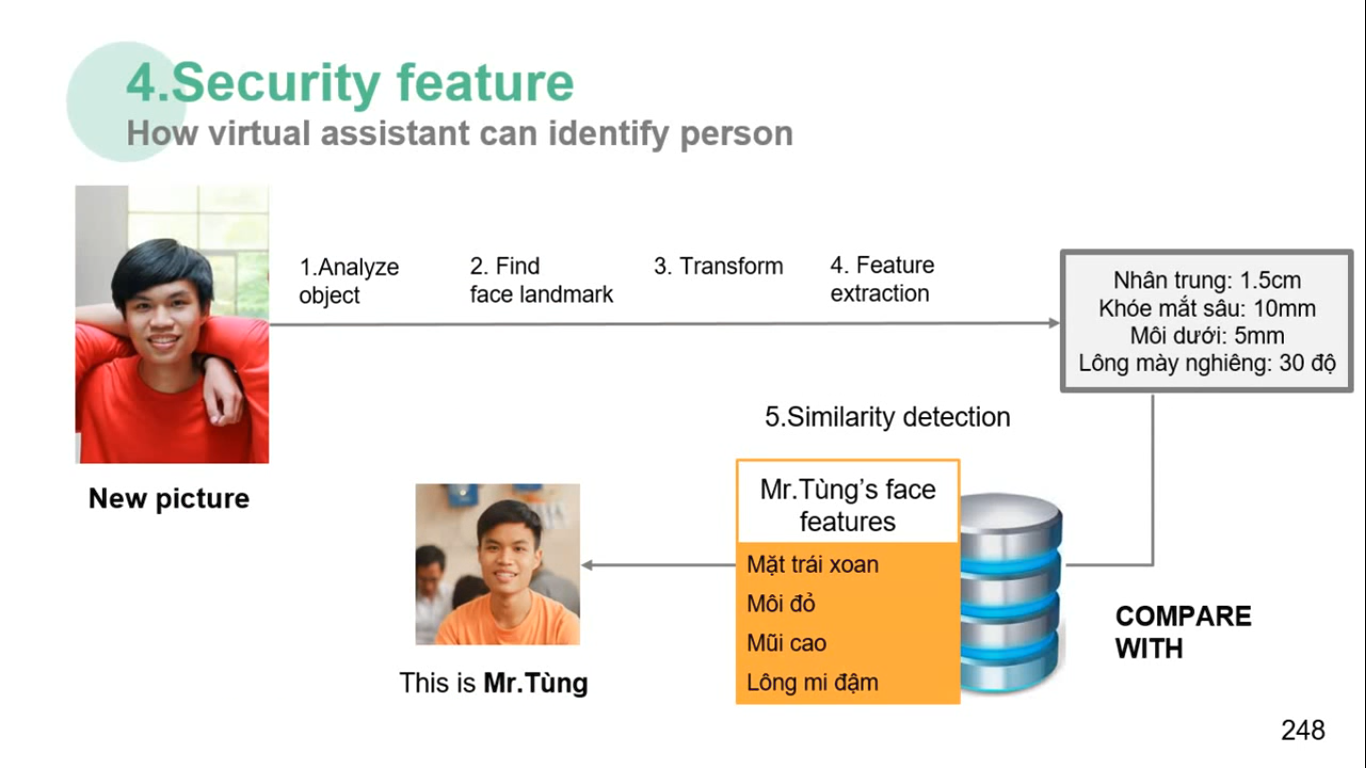 4.Security feature
How virtual assistant can identify person
1.Analyze
object
2. Find
face landmark
3. Transform
4. Feature
extraction
Nhân trung: 1.5cm
Khóe mắt sâu: 10mm
Môi dưới: 5mm
Lông mày nghiêng: 30 độ
New picture
5.Similarity detection
Mr.Tùng’s face
features
Mặt trái xoan
Môi đỏ
Mũi cao
Lông mi đậm
COMPARE
WITH
This is Mr.Tùng
248